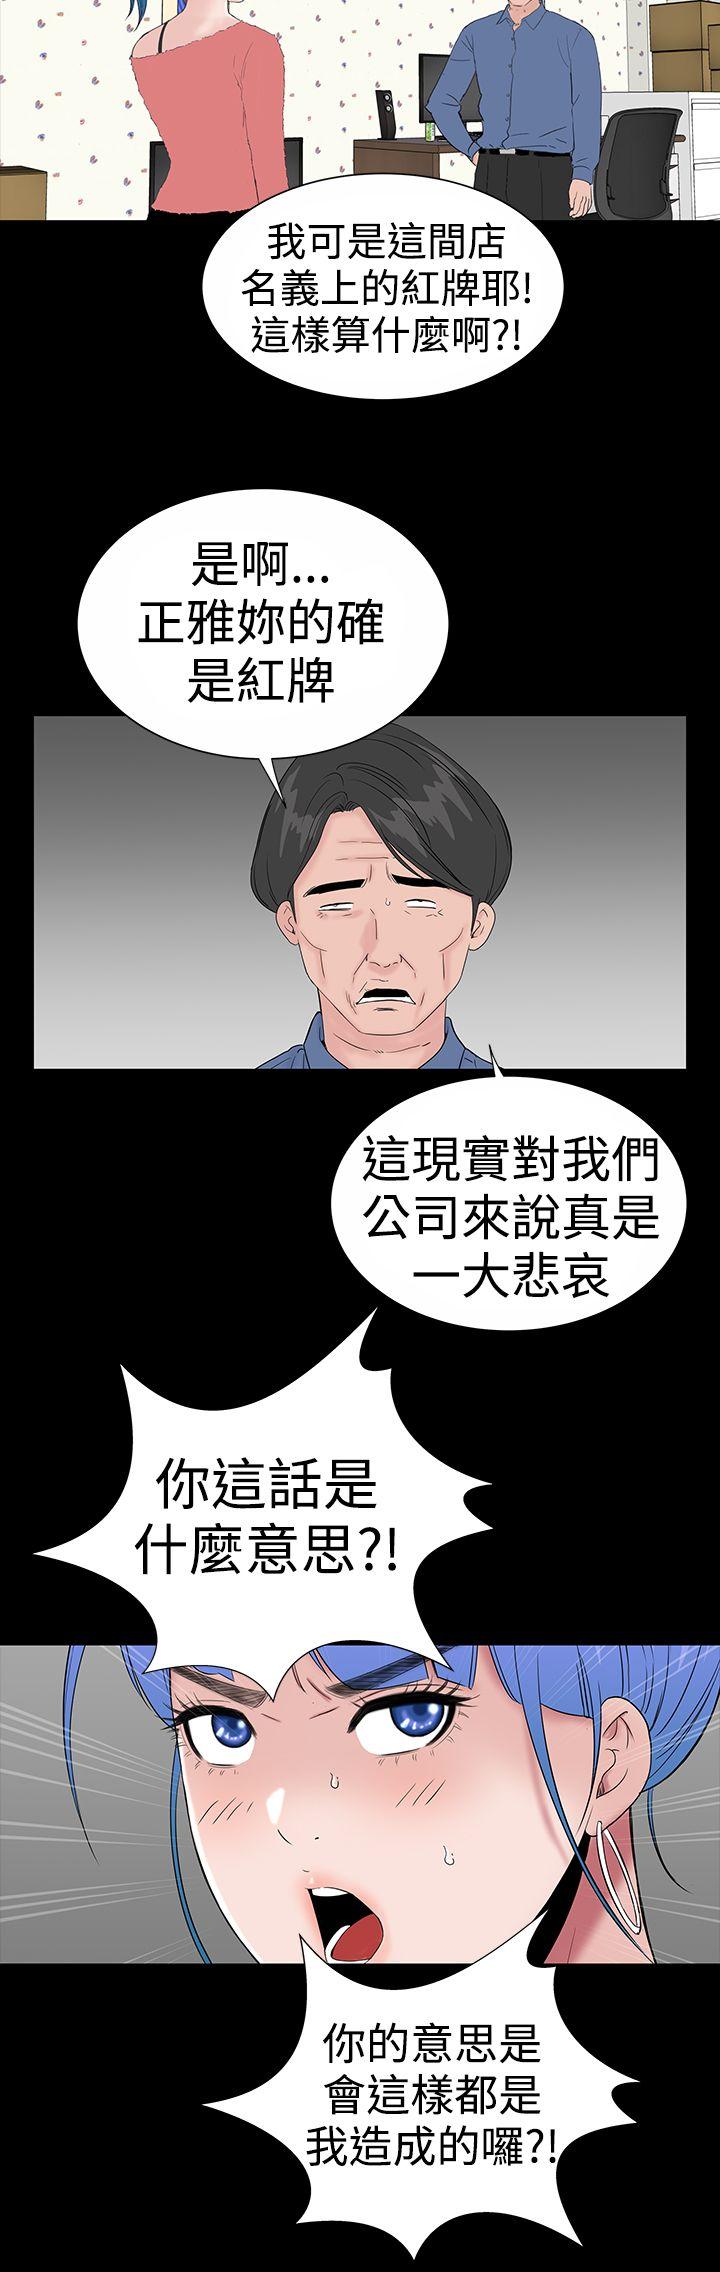 我可是這間店
名義上的紅牌耶!
這樣算什麼啊?!
是啊...
正雅妳的確
是紅牌
這現實對我們
公司來說真是
一大悲哀
你這話是
什麼意思?!
你的意思是
會這樣都是
我造成的囉?!